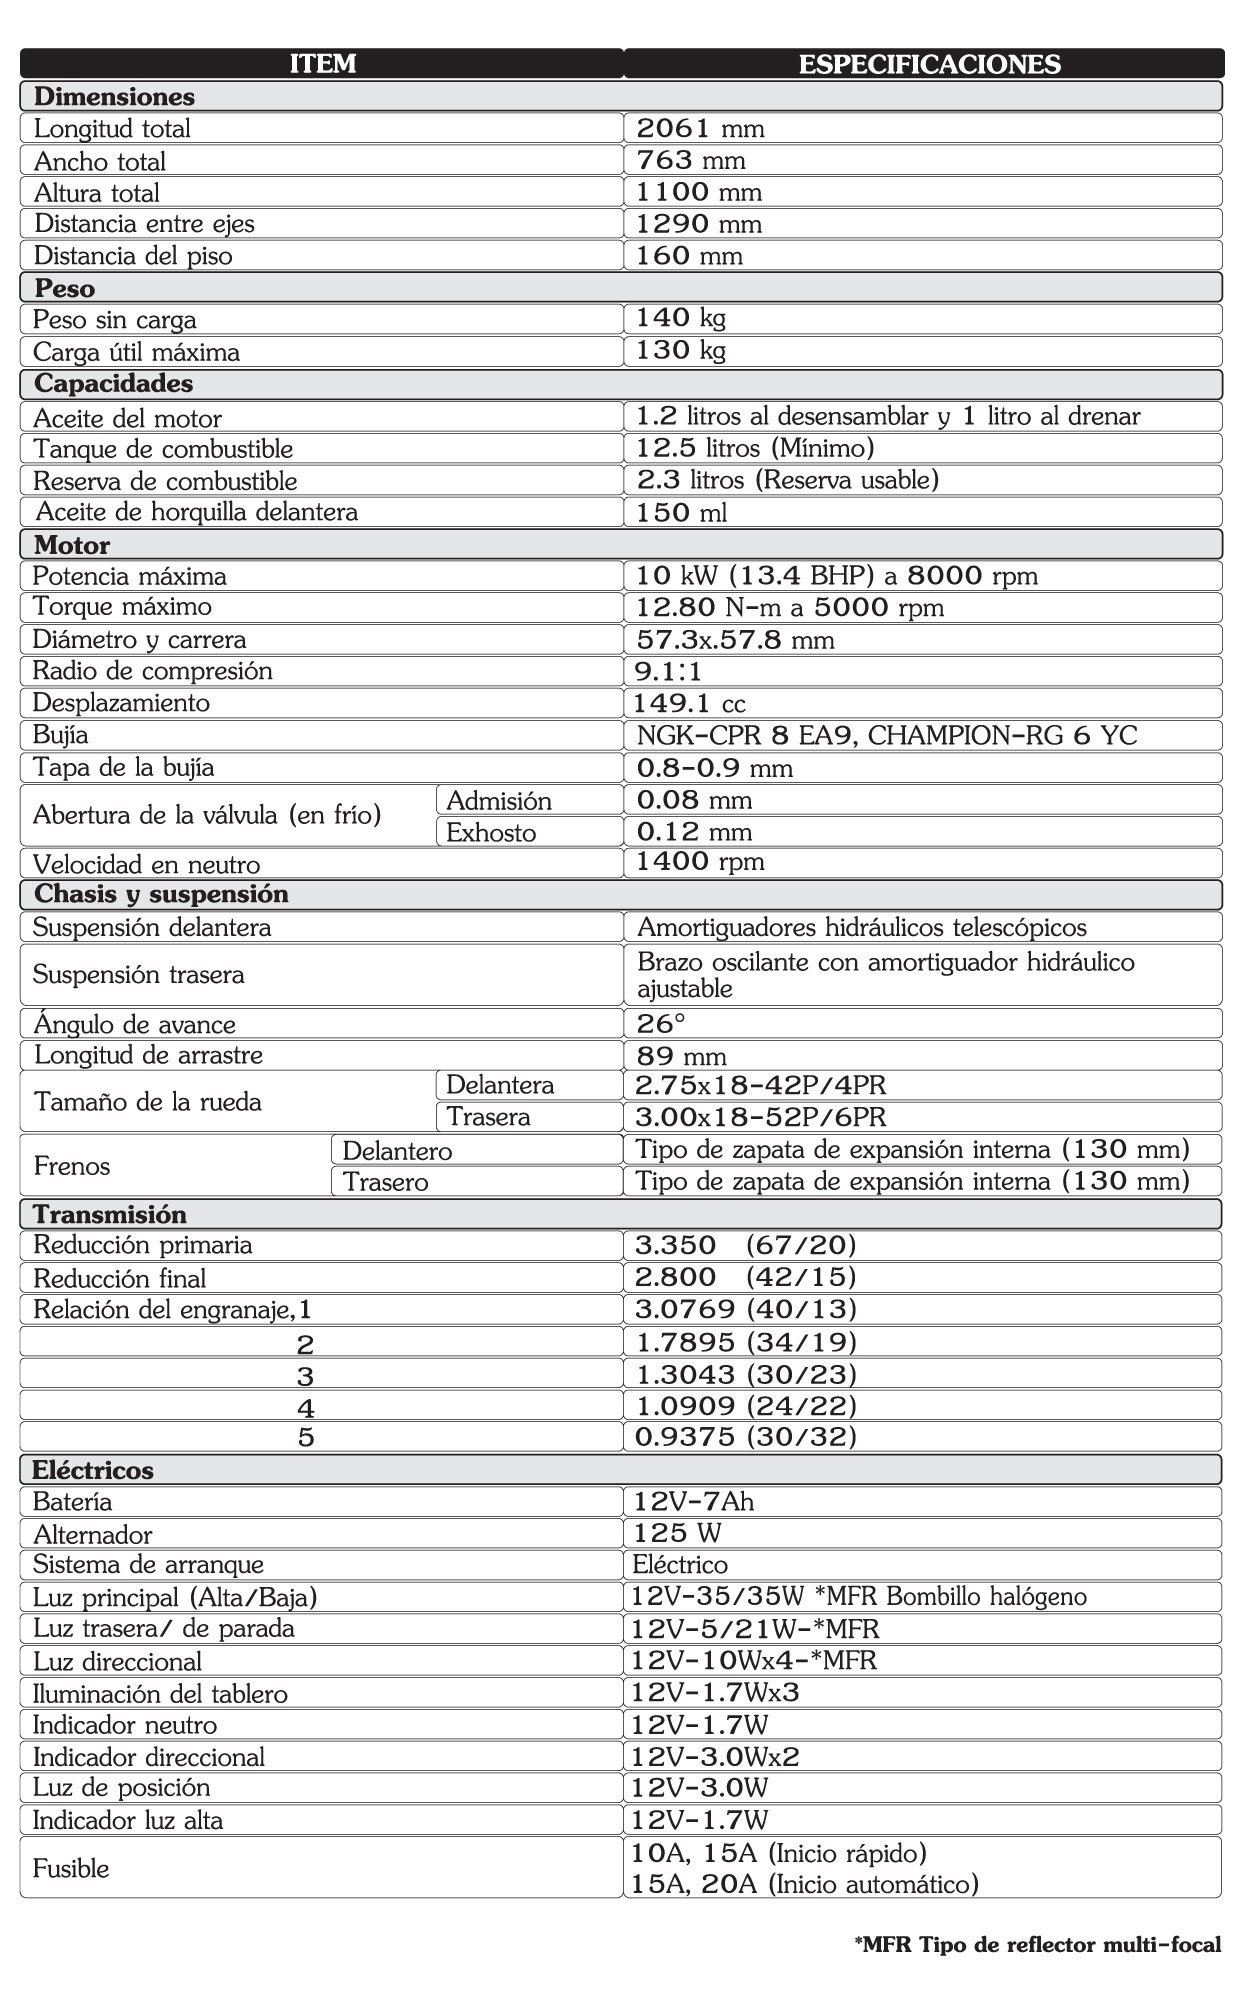 ITEM ESPECIFICACIONES
Dimensiones
Longitud total 2061 mm
Ancho total 763 mm
Altura total 1100 mm
Distancia entre ejes 1290 mm
Distancia del piso 160 mm
Peso
Peso sin carga 140 kg
Carga útil máxima 130 kg
Capacidades
Aceite del motor 1.2 litros al desensamblar y 1 litro al drenar
Tanque de combustible 12.5 litros (Mínimo)
Reserva de combustible 2.3 litros (Reserva usable)
Aceite de horquilla delantera 150 ml
Motor
Potencia máxima 10 kW (13.4 BHP) a 8000 rpm
Torque máximo 12.80 N-m a 5000 rpm
Diámetro y carrera 57.3x.57.8 mm
Radio de compresión 9.1:1
Desplazamiento 149.1 cc
Bujía NGK-CPR 8 EA9, CHAMPION-RG 6 YC
Tapa de la bujía 0.8-0.9 mm
Abertura de la válvula (en frío) Admisión 0.08 mm
Exhosto 0.12 mm
Velocidad en neutro 1400 rpm
Chasis y suspensión
Suspensión delantera Amortiguadores hidráulicos telescópicos
Suspensión trasera Brazo oscilante con amortiguador hidráulico
ajustable
Ángulo de avance 26°
Longitud de arrastre 89 mm
Tamaño de la rueda Delantera 2.75x18-42P/4PR
Trasera 3.00x18-52P/6PR
Frenos Delantero Tipo de zapata de expansión interna (130 mm)
Trasero Tipo de zapata de expansión interna (130 mm)
Transmisión
Reducción primaria 3.350 (67/20)
Reducción final 2.800 (42/15)
Relación del engranaje,1 3.0769 (40/13)
2 1.7895 (34/19)
3 1.3043 (30/23)
4 1.0909 (24/22)
5 0.9375 (30/32)
Eléctricos
Batería 12V-7Ah
Alternador 125 W
Sistema de arranque Eléctrico
Luz principal (Alta/Baja) 12V-35/35W *MFR Bombillo halógeno
Luz trasera/ de parada 12V-5/21W-*MFR
Luz direccional 12V-10Wx4-*MFR
Iluminación del tablero 12V-1.7Wx3
Indicador neutro 12V-1.7W
Indicador direccional 12V-3.0Wx2
Luz de posición 12V-3.0W
Indicador luz alta 12V-1.7W
Fusible 10A, 15A (Inicio rápido)
15A, 20A (Inicio automático)
*MFR Tipo de reflector multi-focal